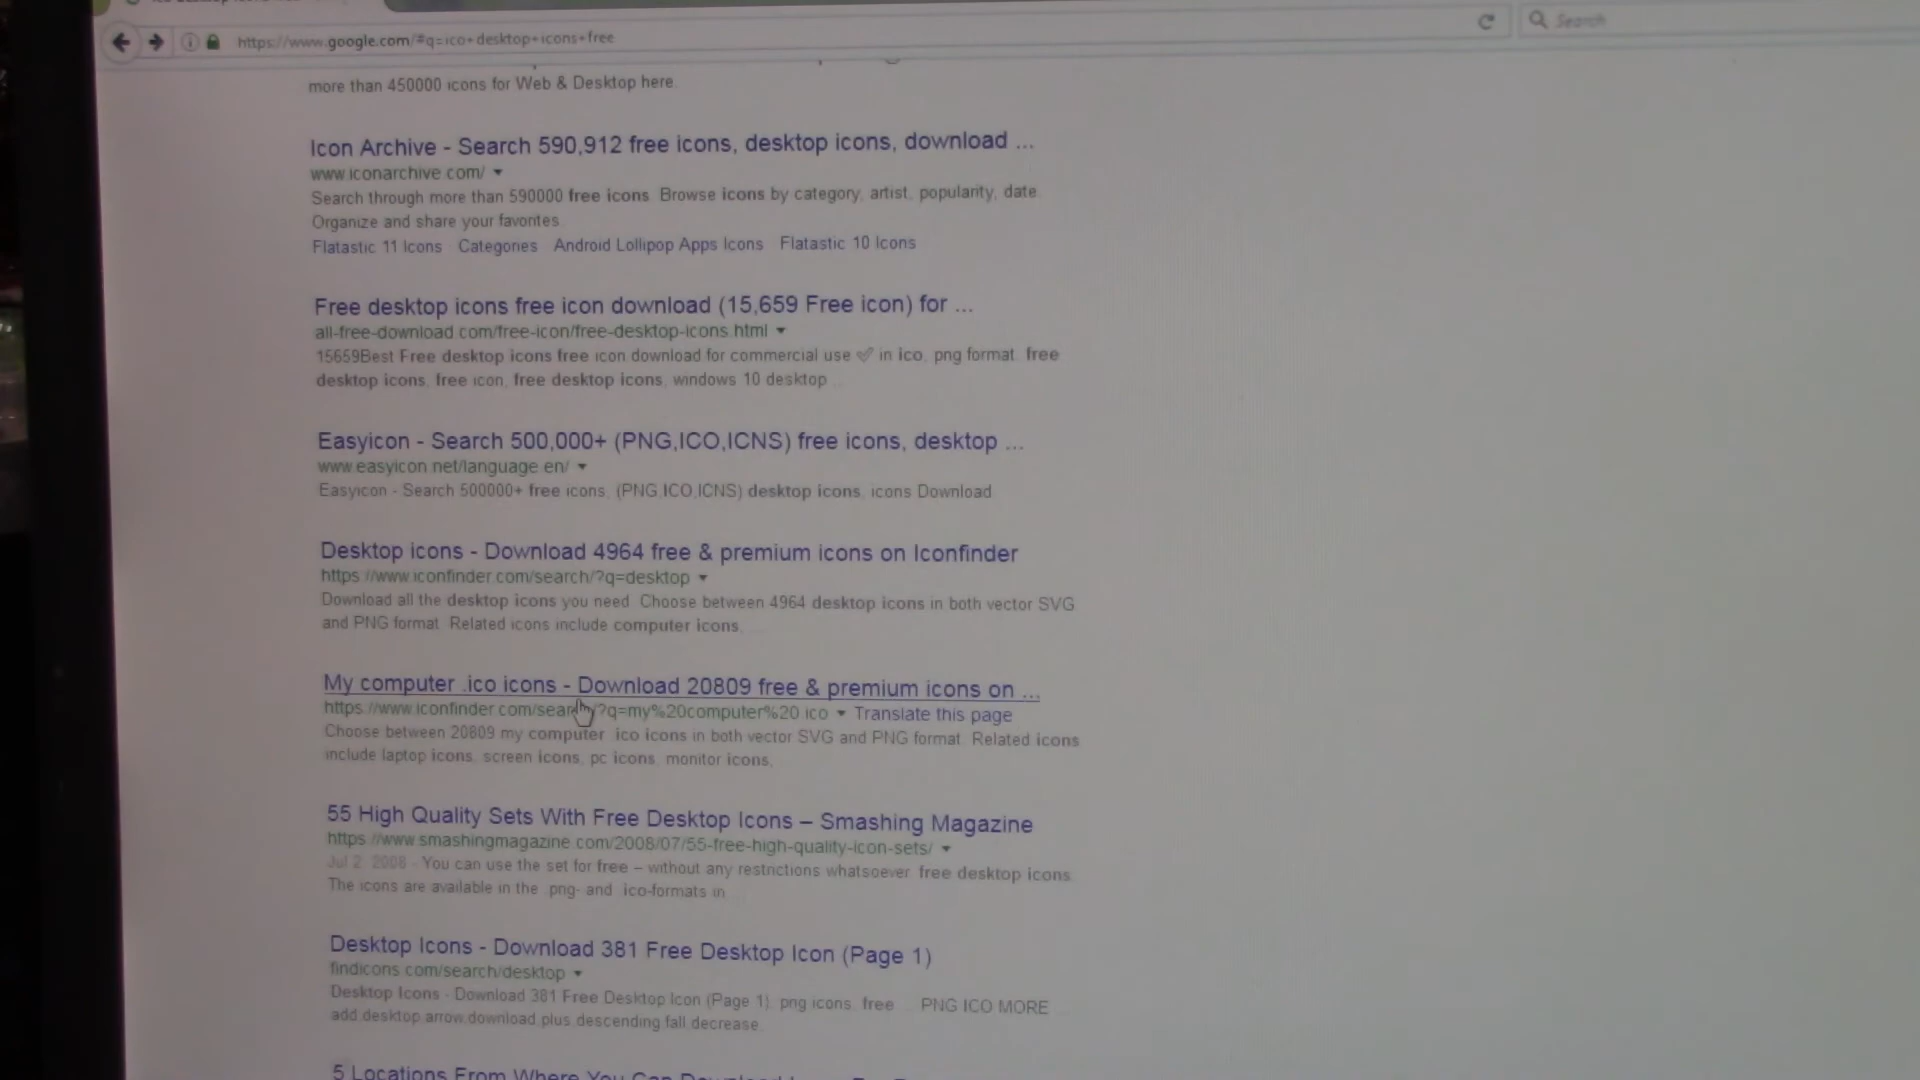 https://www.google.com/#q=ico+desktop+icons+free
Search
more than 450000 icons for Web & Desktop here.
Icon Archive - Search 590,912 free icons, desktop icons, download ...
www.iconarchive.com/
Search through more than 590000 free icons. Browse icons by category, artist, popularity, date.
Organize and share your favorites.
Flatastic 11 Icons Categories Android Lollipop Apps Icons Flatastic 10 Icons
Free desktop icons free icon download (15,659 Free icon) for ...
all-free-download.com/free-icon/free-desktop-icons.html
15659Best Free desktop icons free icon download for commercial use ✅ in ico, png format. free
desktop icons, free icon, free desktop icons, windows 10 desktop ...
Easyicon - Search 500,000+ (PNG,ICO,ICNS) free icons, desktop ...
www.easyicon.net/language.en/
Easyicon - Search 500000+ free icons, (PNG,ICO,ICNS) desktop icons, icons Download.
Desktop icons - Download 4964 free & premium icons on Iconfinder
https://www.iconfinder.com/search/?q=desktop
Download all the desktop icons you need. Choose between 4964 desktop icons in both vector SVG
and PNG format. Related icons include computer icons,
My computer .ico icons - Download 20809 free & premium icons on ...
https://www.iconfinder.com/search/?q=my%20computer%20.ico Translate this page
Choose between 20809 my computer .ico icons in both vector SVG and PNG format. Related icons
include laptop icons, screen icons, pc icons, monitor icons,
55 High Quality Sets With Free Desktop Icons – Smashing Magazine
https://www.smashingmagazine.com/2008/07/55-free-high-quality-icon-sets/
Jul 2, 2008 - You can use the set for free – without any restrictions whatsoever. free desktop icons.
The icons are available in the .png- and .ico-formats in
Desktop Icons - Download 381 Free Desktop Icon (Page 1)
findicons.com/search/desktop
Desktop Icons - Download 381 Free Desktop Icon (Page 1), png icons, free ... PNG ICO MORE ...
add,desktop,arrow,download,plus,descending,fall,decrease.
5 Locations From Where You Can